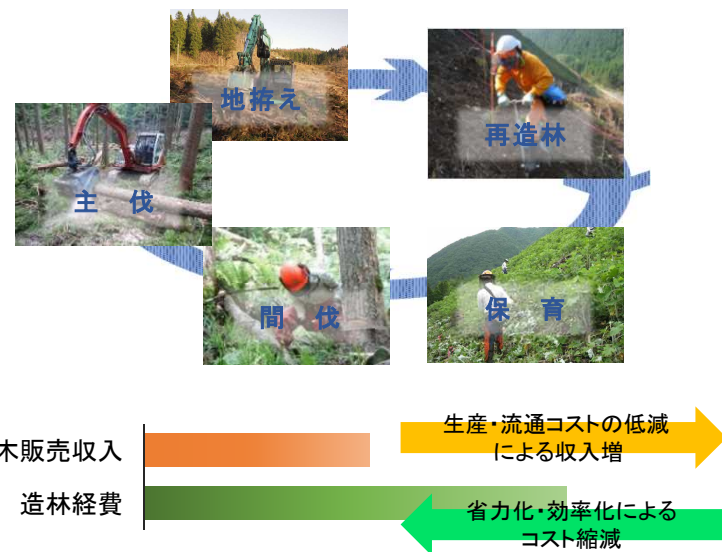 地拵え
再造林
主　伐
間　伐
保　育
木販売収入
生産・流通コストの低減
による収入増
造林経費
省力化・効率化による
コスト縮減